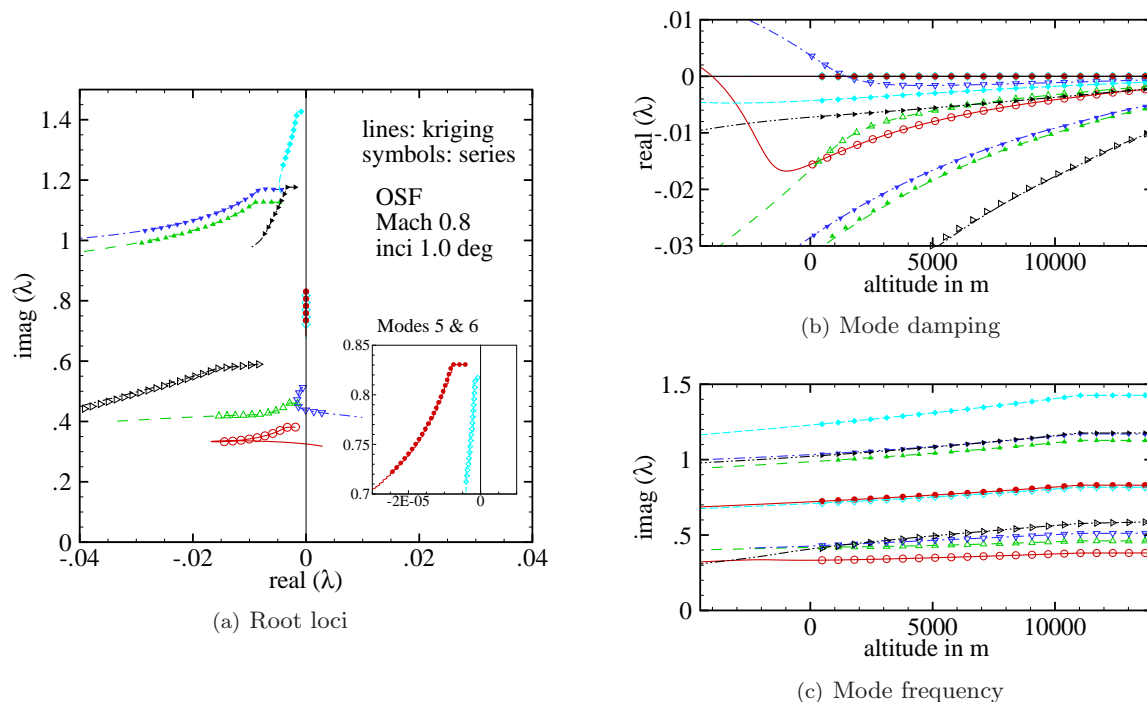 1.4
1.2
1
.8
.6
.4
.2
0
-.04
-.02
0
.02
.04
imag (λ)
real (λ)
lines: kriging
symbols: series
OSF
Mach 0.8
inci 1.0 deg
Modes 5 & 6
0.85
0.8
0.75
0.7
-2E-05
0
(a) Root loci
.01
0
-.01
-.02
-.03
real (λ)
0
5000
10000
altitude in m
(b) Mode damping
1.5
1
.5
0
imag (λ)
0
5000
10000
altitude in m
(c) Mode frequency